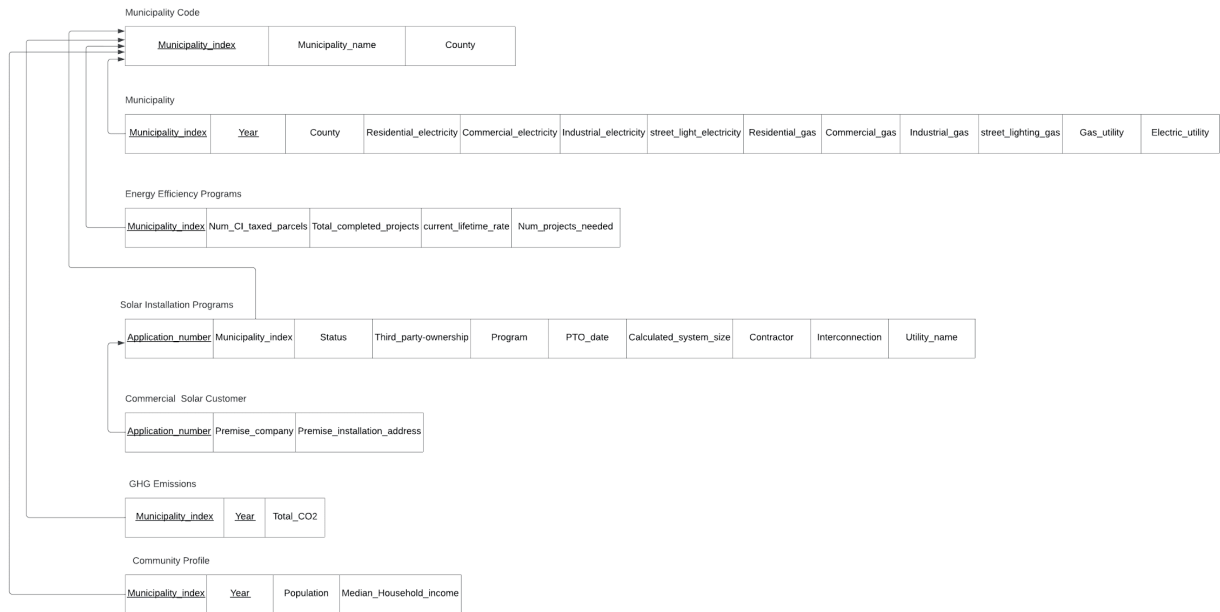 Municipality Code
Municipality_index Municipality_name County
Municipality
Municipality_index Year County Residential_electricity Commercial_electricity Industrial_electricity street_light_electricity Residential_gas Commercial_gas Industrial_gas street_lighting_gas Gas_utility Electric_utility
Energy Efficiency Programs
Municipality_index Num_CI_taxed_parcels Total_completed_projects current_lifetime_rate Num_projects_needed
Solar Installation Programs
Application_number Municipality_index Status Third_party-ownership Program PTO_date Calculated_system_size Contractor Interconnection Utility_name
Commercial Solar Customer
Application_number Premise_company Premise_installation_address
GHG Emissions
Municipality_index Year Total_CO2
Community Profile
Municipality_index Year Population Median_Household_income